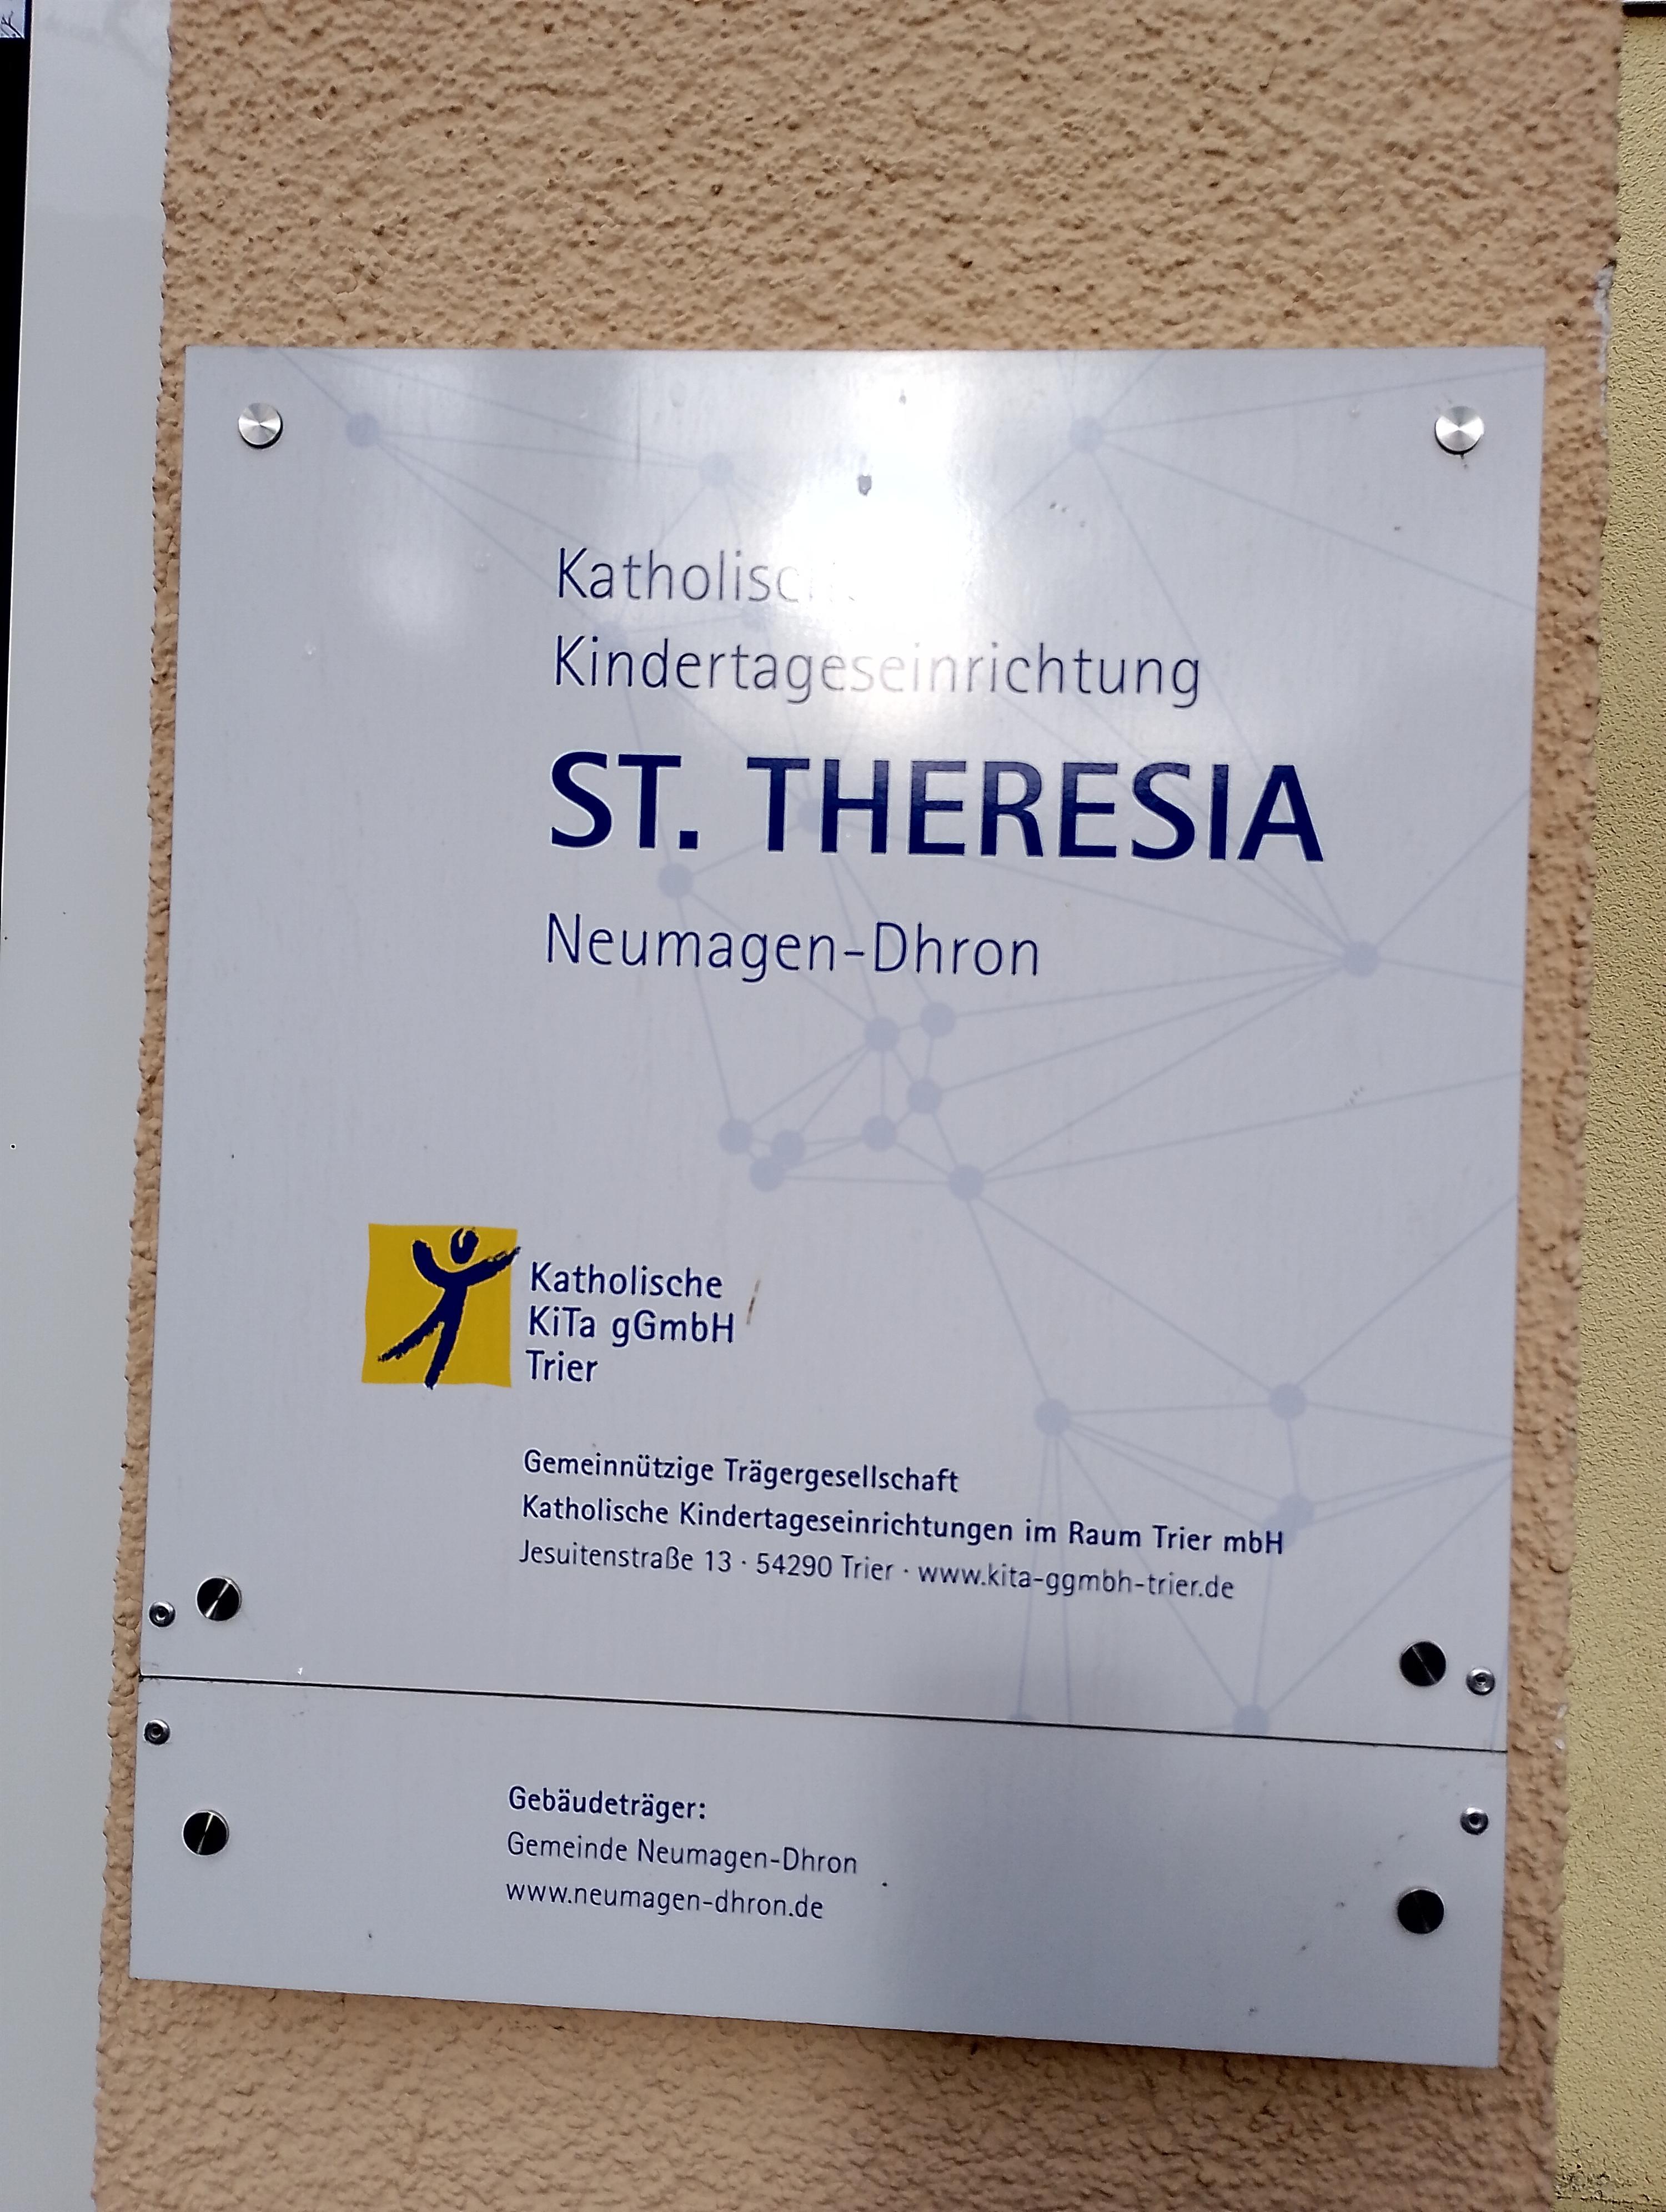 Kindertageseinrichtung
ST. THERESIA
Neumagen-Dhron
Katholische
KiTa gGmbH
Trier
Gemeinnützige Trägergesellschaft
Katholische Kindertageseinrichtungen im Raum Trier mbH
Jesuitenstraße 13 · 54290 Trier · www.kita-ggmbh-trier.de
Gebäudeträger:
Gemeinde Neumagen-Dhron
www.neumagen-dhron.de